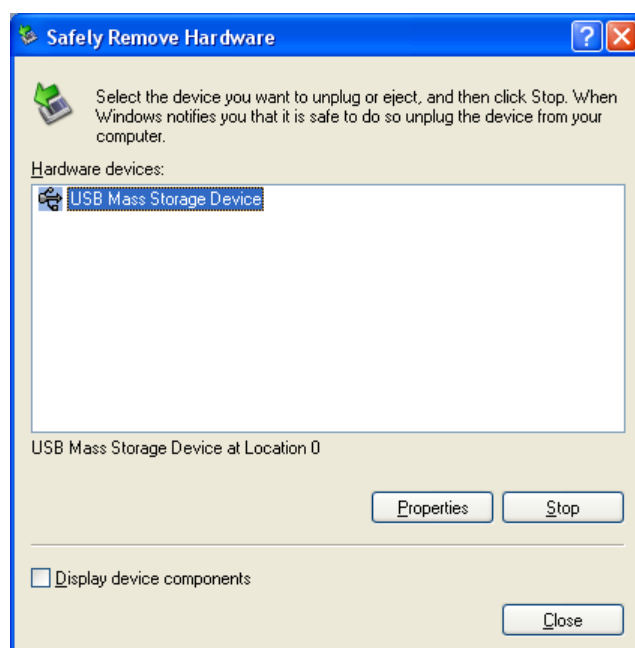 Safely Remove Hardware
Select the device you want to unplug or eject, and then click Stop. When
Windows notifies you that it is safe to do so unplug the device from your
computer.
Hardware devices:
USB Mass Storage Device
USB Mass Storage Device at Location 0
Properties
Stop
Display device components
Close